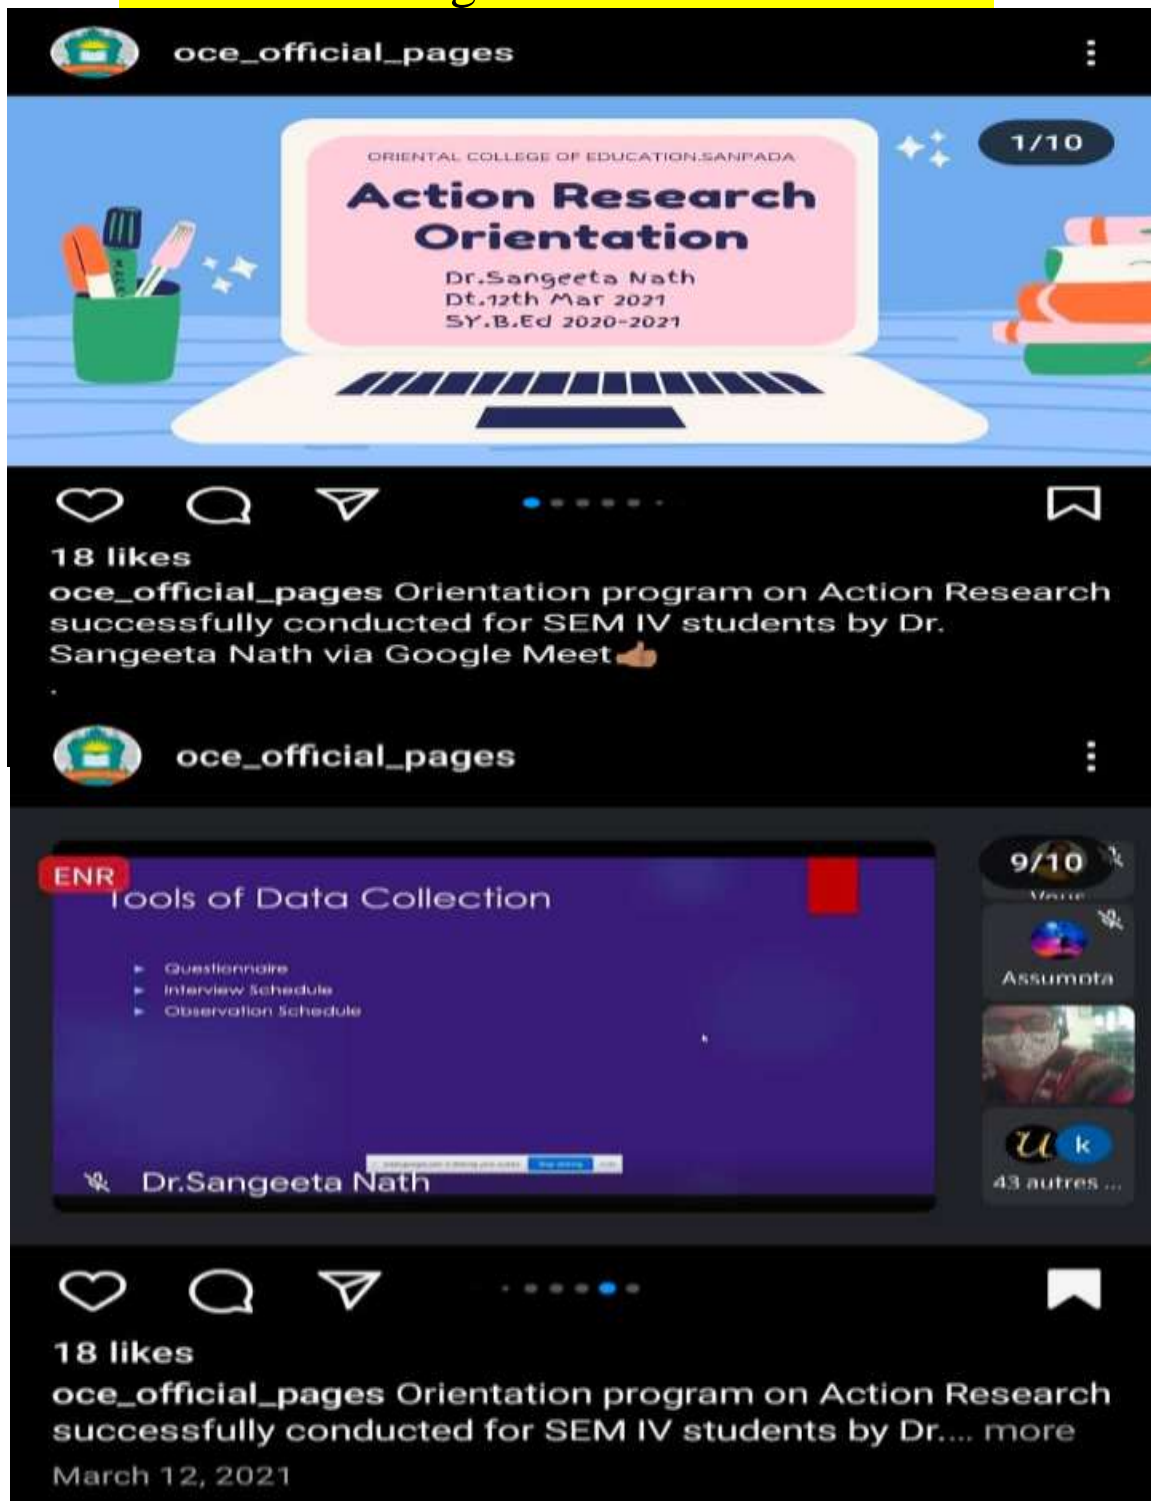 oce_official_pages
1/10
ORIENTAL COLLEGE OF EDUCATION.SANPADA
Action Research
Orientation
Dr.Sangeeta Nath
Dt.12th Mar 2021
SY.B.Ed 2020-2021
18 likes
oce_official_pages Orientation program on Action Research
successfully conducted for SEM IV students by Dr.
Sangeeta Nath via Google Meet👍🏽
.
oce_official_pages
9/10
ENR
Tools of Data Collection
Vous
Questionnaire
Interview Schedule
Observation Schedule
Assumpta
k
43 autres ...
Dr.Sangeeta Nath
18 likes
oce_official_pages Orientation program on Action Research
successfully conducted for SEM IV students by Dr.... more
March 12, 2021